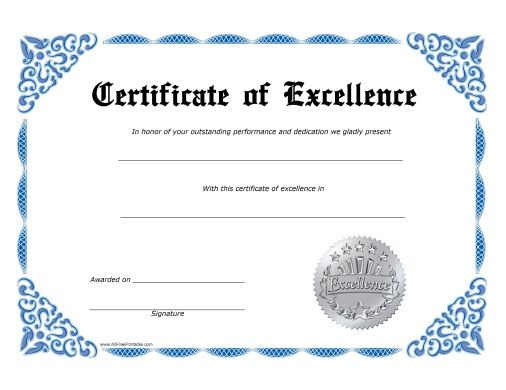 Certificate of Excellence
In honor of your outstanding performance and dedication we gladly present
With this certificate of excellence in
Awarded on
Excellence
Signature
www.AllFreePrintable.com